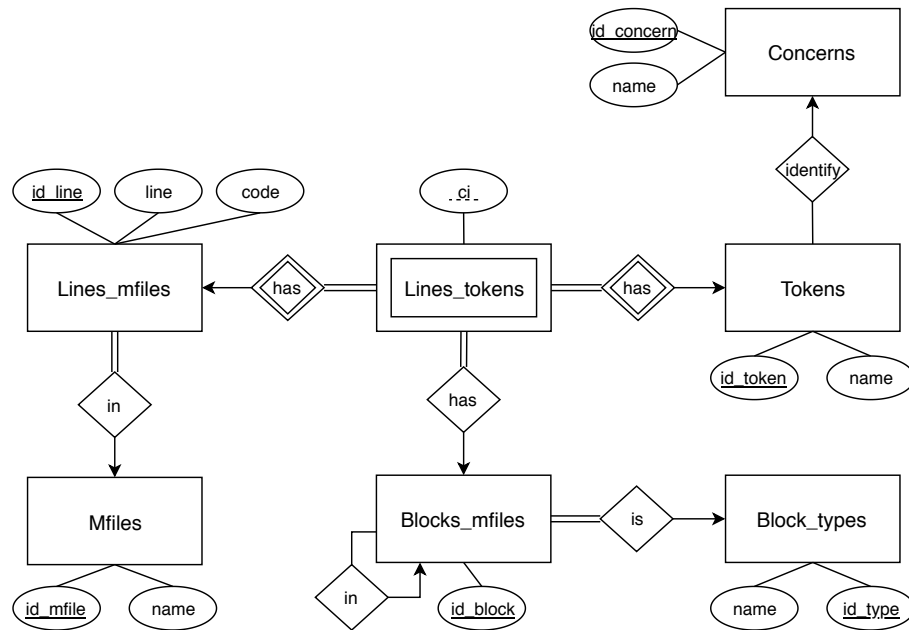 id_concern
Concerns
name
identify
id_line
line
code
ci
Lines_mfiles
has
Lines_tokens
has
Tokens
id_token
name
in
has
Mfiles
Blocks_mfiles
is
Block_types
in
id_mfile
name
id_block
name
id_type